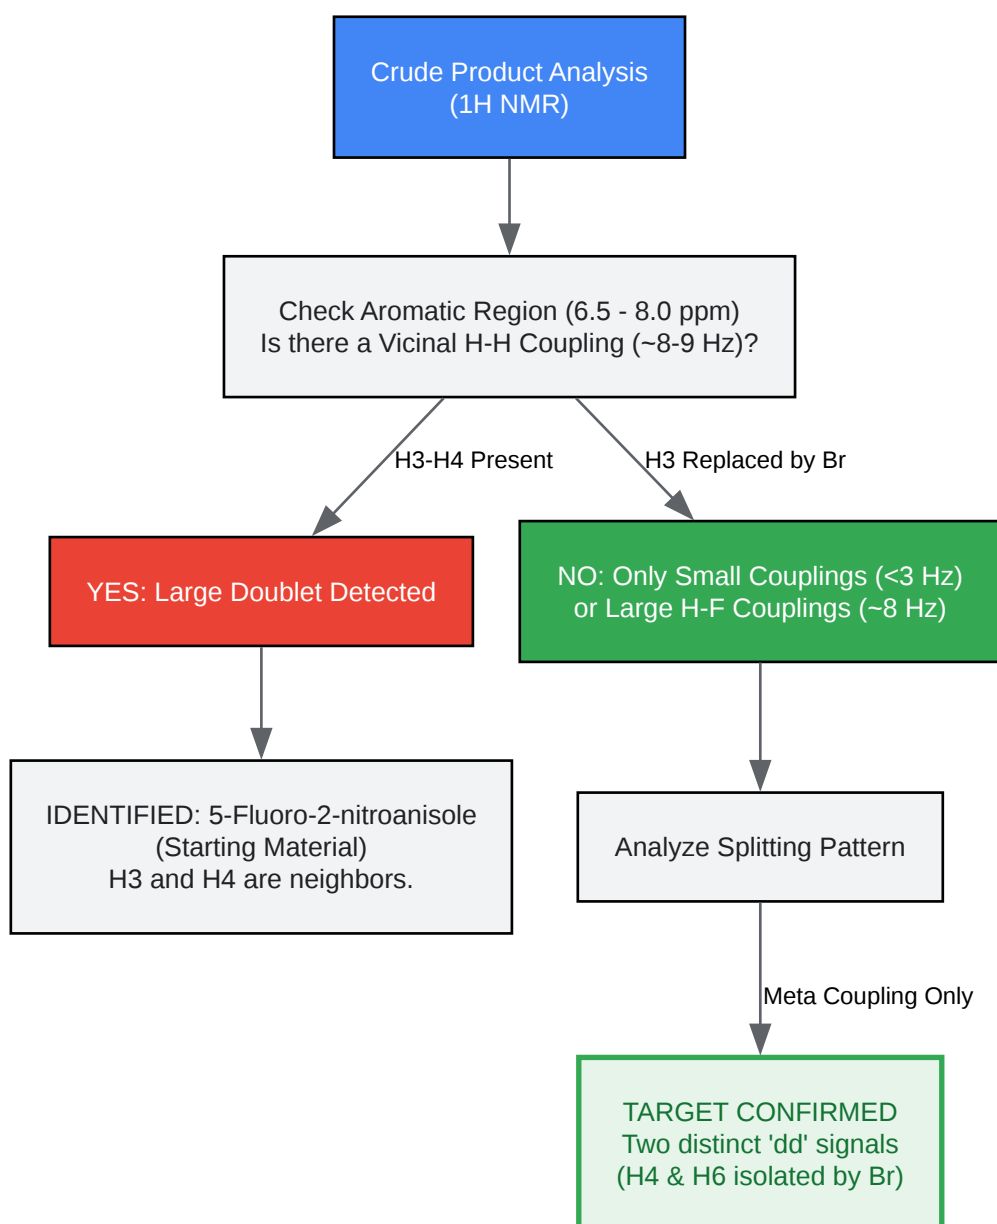 Crude Product Analysis
(1H NMR)
Check Aromatic Region (6.5 - 8.0 ppm)
Is there a Vicinal H-H Coupling (~8-9 Hz)?
H3-H4 Present
H3 Replaced by Br
YES: Large Doublet Detected
NO: Only Small Couplings (<3 Hz)
or Large H-F Couplings (~8 Hz)
IDENTIFIED: 5-Fluoro-2-nitroanisole
(Starting Material)
H3 and H4 are neighbors.
Analyze Splitting Pattern
Meta Coupling Only
TARGET CONFIRMED
Two distinct 'dd' signals
(H4 & H6 isolated by Br)